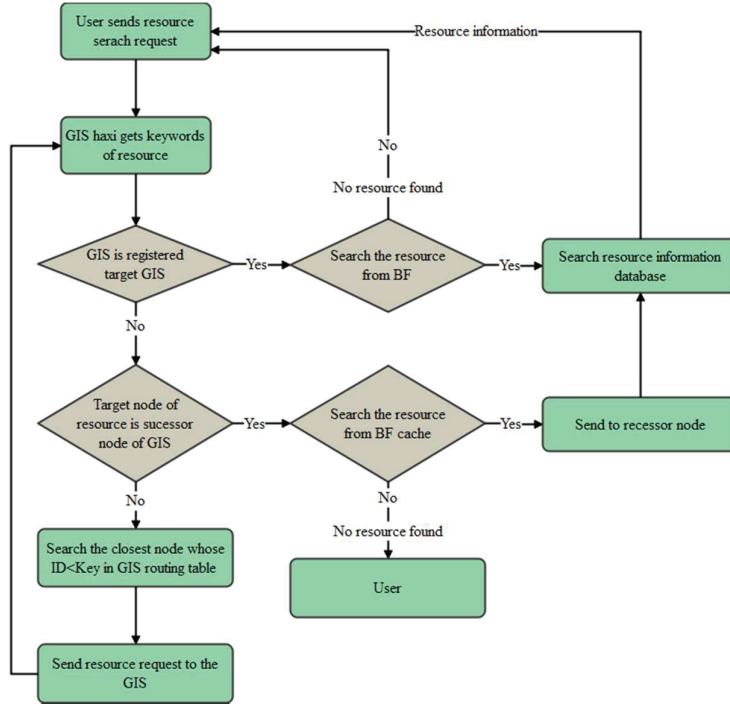 User sends resource
serach request
Resource information
GIS haxi gets keywords
of resource
No
No resource found
GIS is registered
target GIS
Yes
Search the resource
from BF
Yes
Search resource information
database
No
Target node of
resource is sucessor
node of GIS
Yes
Search the resource
from BF cache
Yes
Send to recessor node
No
No
Search the closest node whose
ID<Key in GIS routing table
No resource found
User
Send resource request to the
GIS